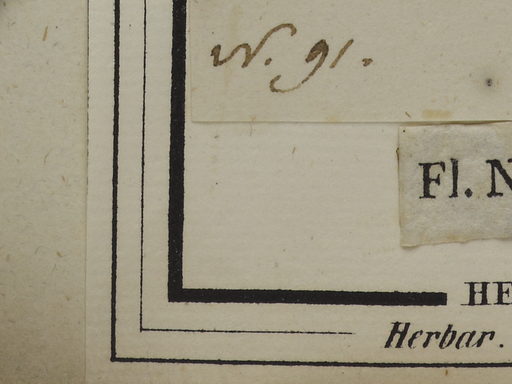 N. 91.
Fl. N
HE
Herbar.